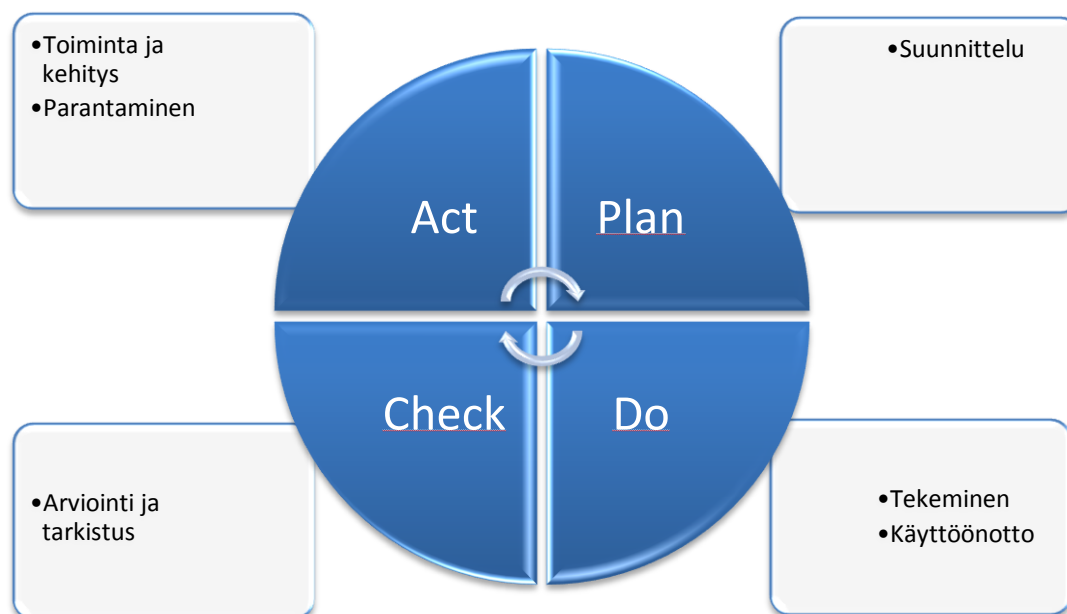 •Toiminta ja
kehitys
•Parantaminen
•Suunnittelu
Act
Plan
Check
Do
•Arviointi ja
tarkistus
•Tekeminen
•Käyttöönotto